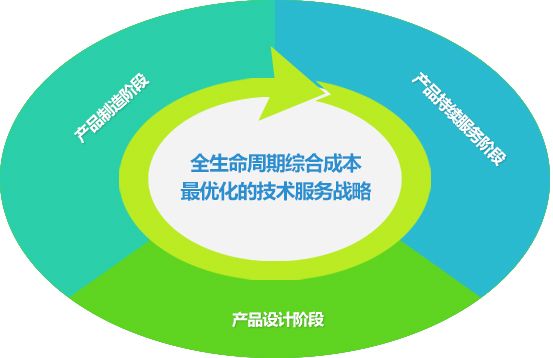 产品制造阶段
产品持续服务阶段
全生命周期综合成本
最优化的技术服务战略
产品设计阶段